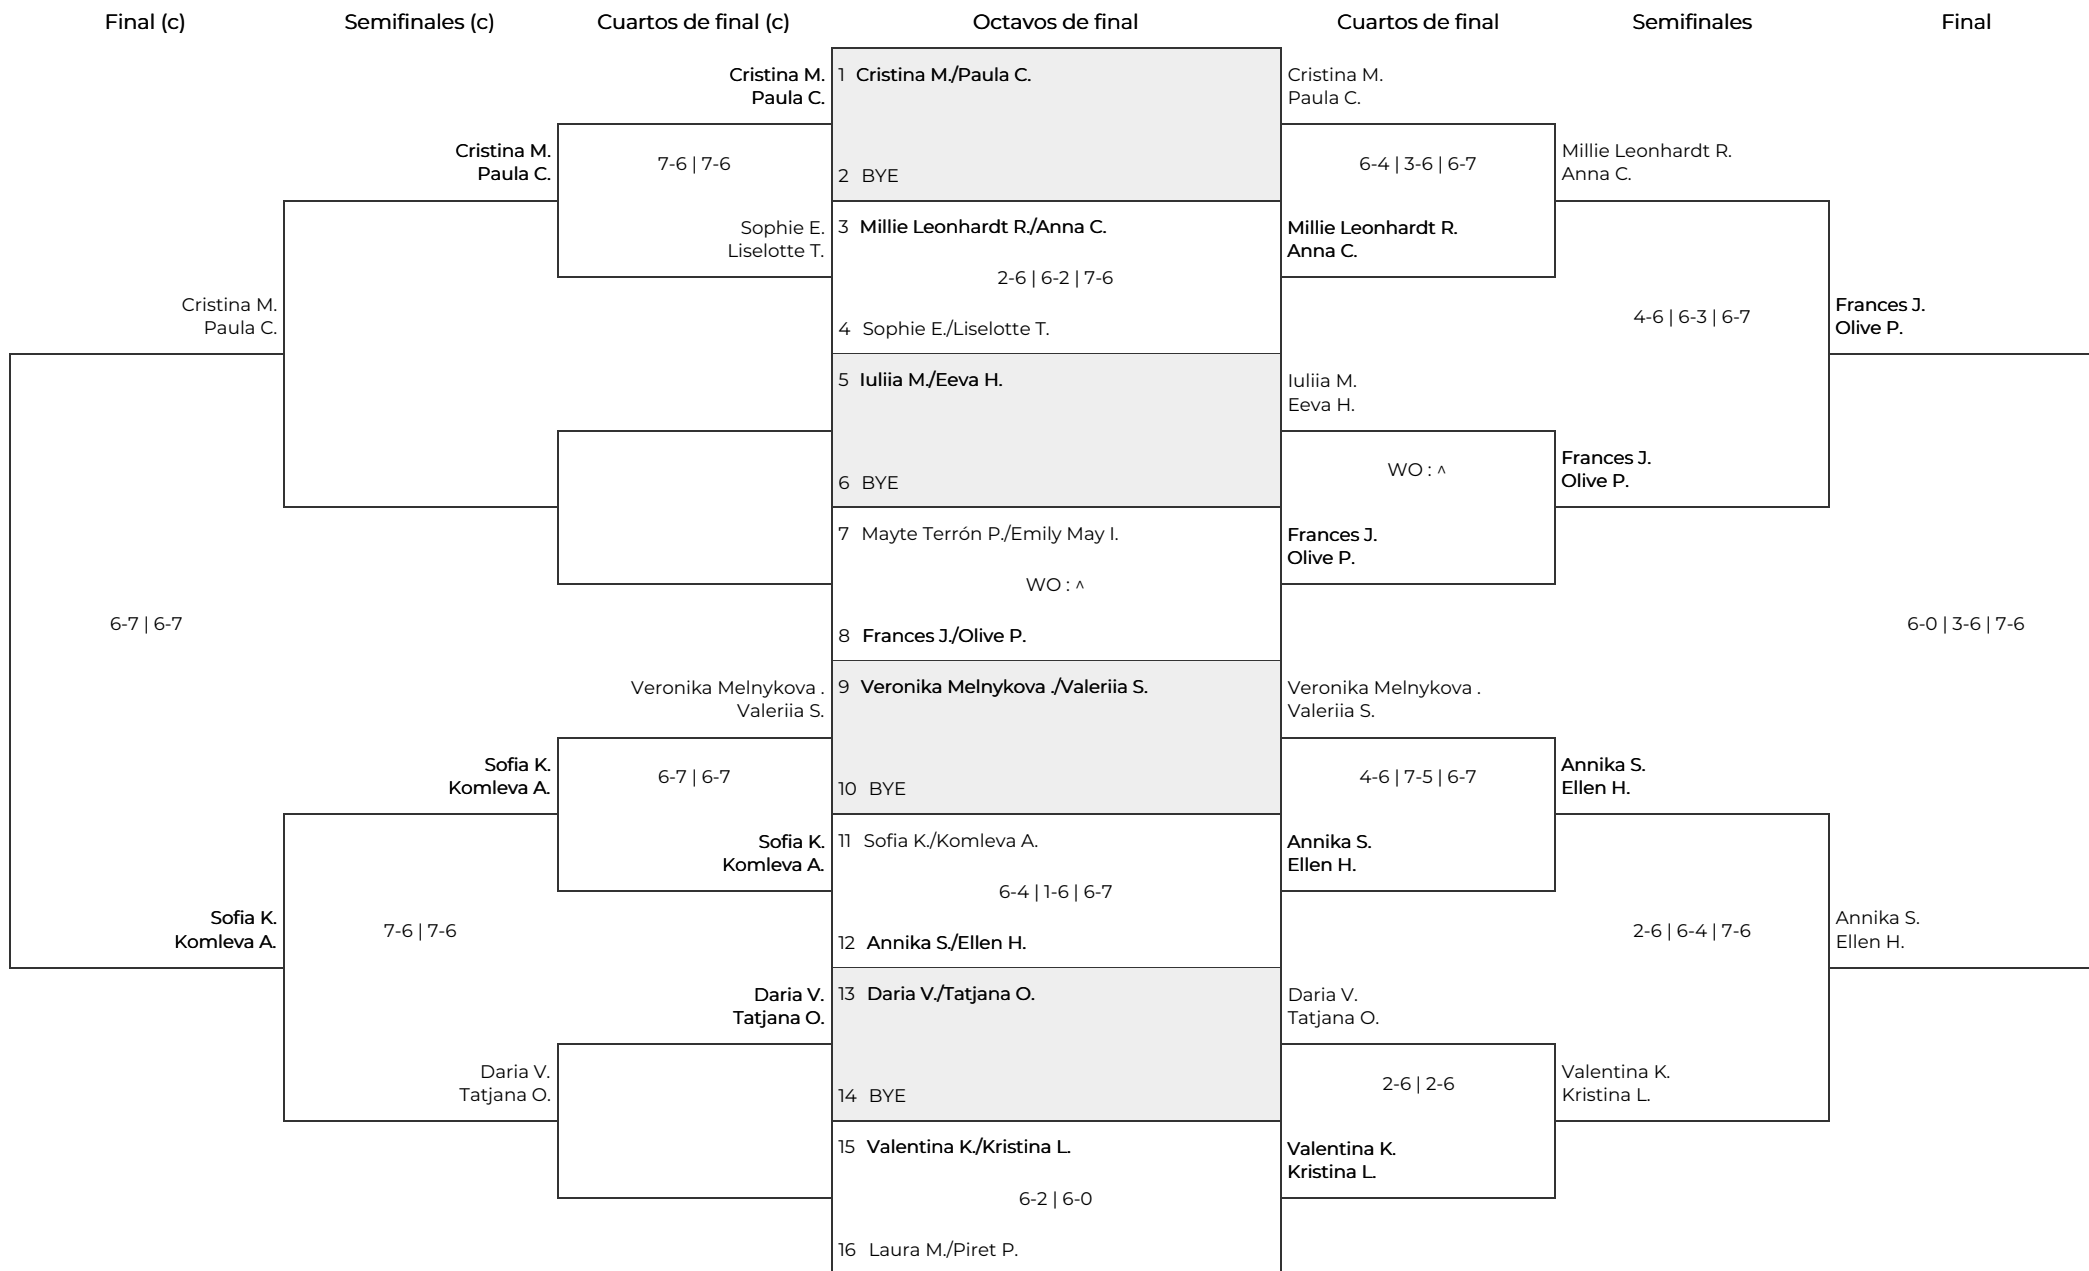 Final (c)
Semifinales (c)
Cuartos de final (c)
Octavos de final
Cuartos de final
Semifinales
Final
Cristina M.
Paula C.
7-6 | 7-6
Sophie E.
Liselotte T.
Cristina M.
Paula C.
Cristina M.
Paula C.
6-7 | 6-7
Veronika Melnykova .
Valeriia S.
6-7 | 6-7
Sofia K.
Komleva A.
Sofia K.
Komleva A.
Sofia K.
Komleva A.
7-6 | 7-6
Daria V.
Tatjana O.
Daria V.
Tatjana O.
1 Cristina M./Paula C.
2 BYE
3 Millie Leonhardt R./Anna C.
2-6 | 6-2 | 7-6
4 Sophie E./Liselotte T.
5 Iuliia M./Eeva H.
6 BYE
7 Mayte Terrón P./Emily May I.
WO : ^
8 Frances J./Olive P.
9 Veronika Melnykova ./Valeriia S.
10 BYE
11 Sofia K./Komleva A.
6-4 | 1-6 | 6-7
12 Annika S./Ellen H.
13 Daria V./Tatjana O.
14 BYE
15 Valentina K./Kristina L.
6-2 | 6-0
16 Laura M./Piret P.
Cristina M.
Paula C.
6-4 | 3-6 | 6-7
Millie Leonhardt R.
Anna C.
Iuliia M.
Eeva H.
WO : ^
Frances J.
Olive P.
Veronika Melnykova .
Valeriia S.
4-6 | 7-5 | 6-7
Annika S.
Ellen H.
Daria V.
Tatjana O.
2-6 | 2-6
Valentina K.
Kristina L.
Millie Leonhardt R.
Anna C.
4-6 | 6-3 | 6-7
Frances J.
Olive P.
Annika S.
Ellen H.
2-6 | 6-4 | 7-6
Valentina K.
Kristina L.
Frances J.
Olive P.
6-0 | 3-6 | 7-6
Annika S.
Ellen H.